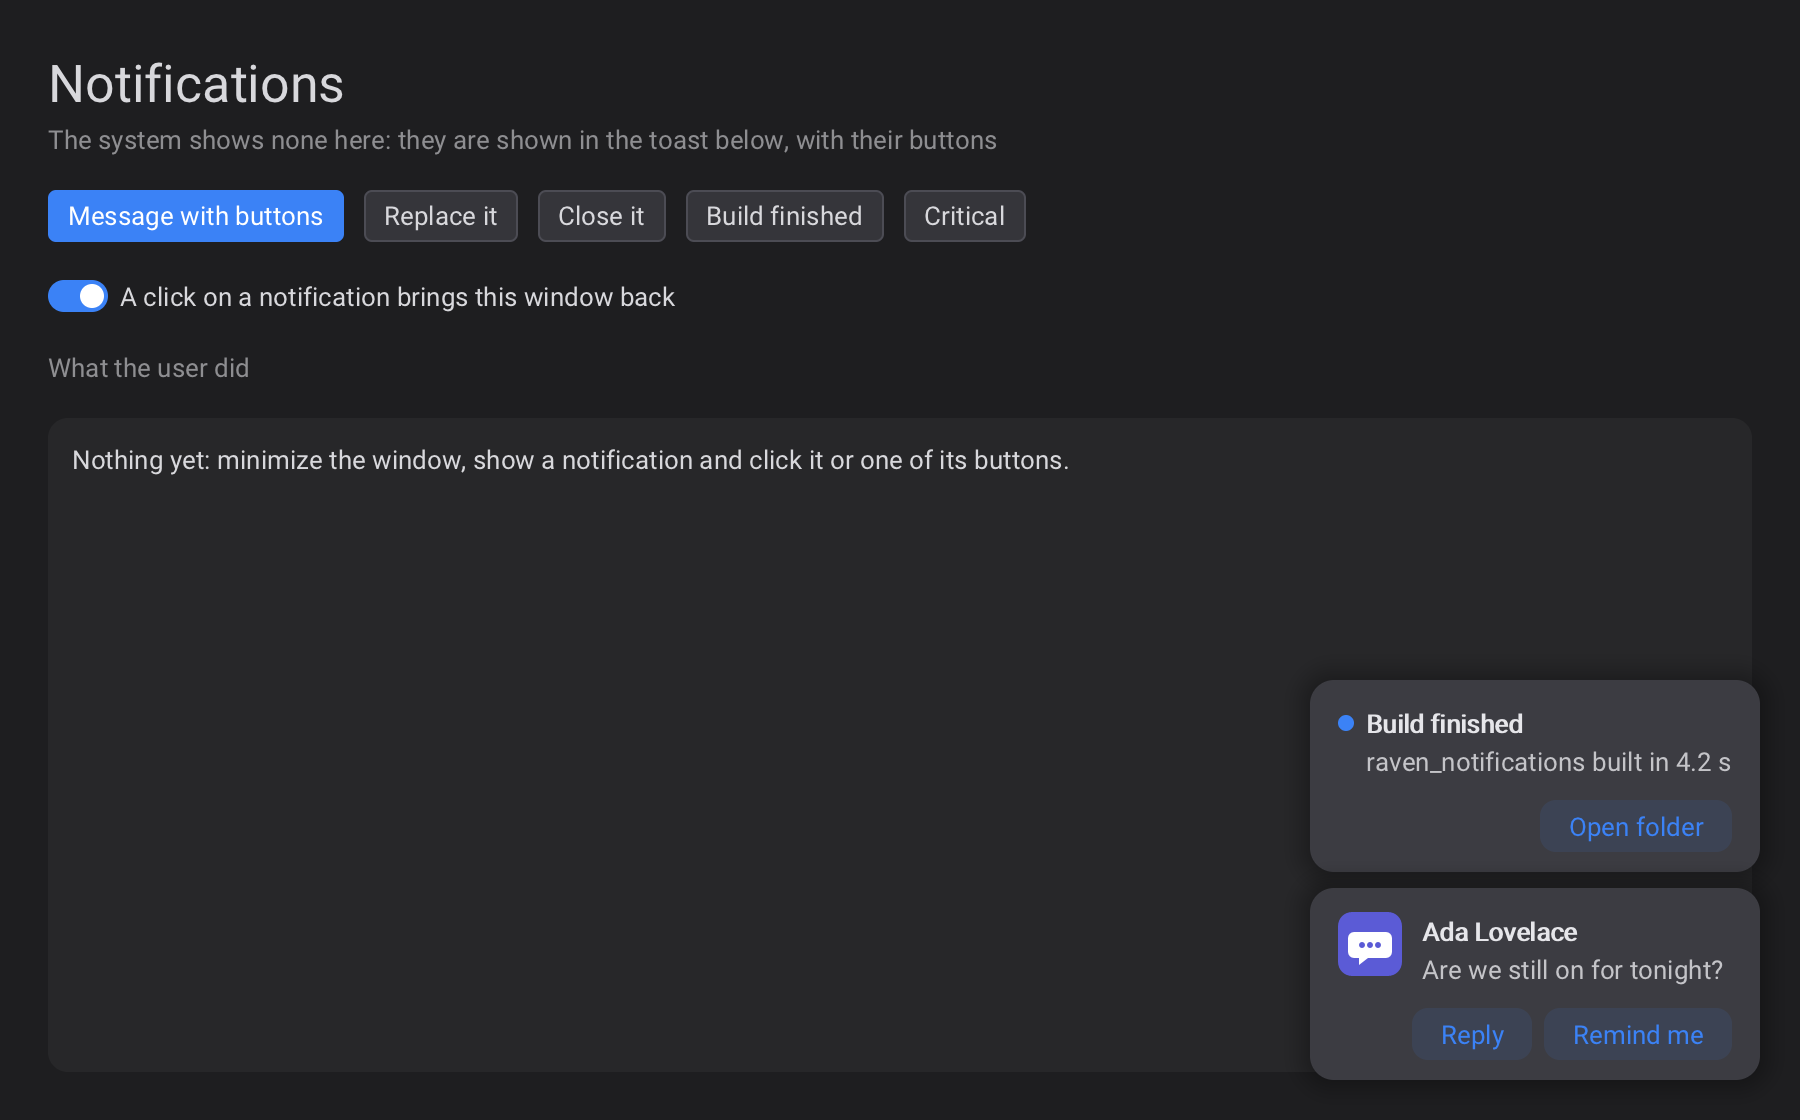 Notifications
The system shows none here: they are shown in the toast below, with their buttons
Message with buttons
Replace it
Close it
Build finished
Critical
A click on a notification brings this window back
What the user did
Nothing yet: minimize the window, show a notification and click it or one of its buttons.
Build finished
raven_notifications built in 4.2 s
Open folder
Ada Lovelace
Are we still on for tonight?
Reply
Remind me